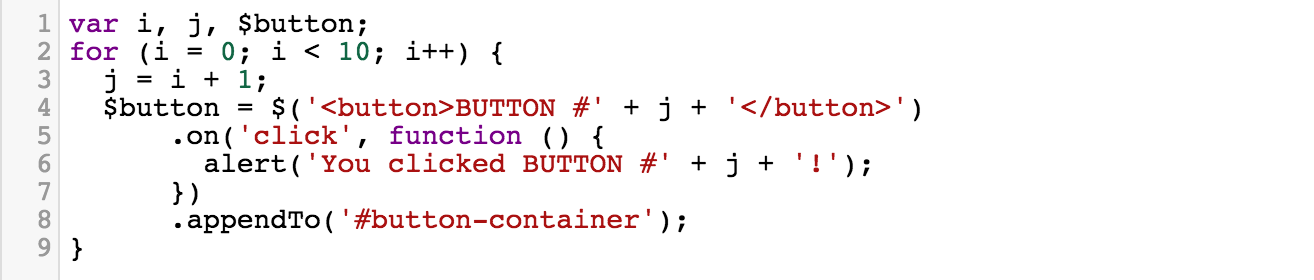 1 var i, j, $button;
2 for (i = 0; i < 10; i++) {
3   j = i + 1;
4   $button = $('<button>BUTTON #' + j + '</button>')
5       .on('click', function () {
6         alert('You clicked BUTTON #' + j + '!');
7       })
8       .appendTo('#button-container');
9 }